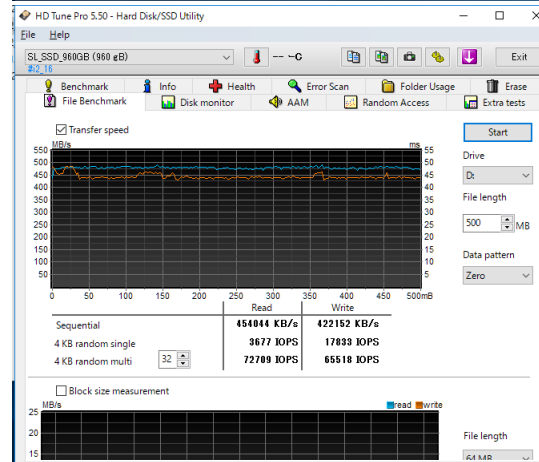 HD Tune Pro 5.50 - Hard Disk/SSD Utility
File Help
SL_SSD_960GB (960 gB) -- ℃ Exit
#i2_16
Benchmark Info Health Error Scan Folder Usage Erase
File Benchmark Disk monitor AAM Random Access Extra tests
Transfer speed Start
MB/s ms
550 55
500 50
450 45
400 40
350 35
300 30
250 25
200 20
150 15
100 10
50 5
0 50 100 150 200 250 300 350 400 450 500mB
Drive
D:
File length
500 MB
Data pattern
Zero
Read Write
Sequential 454044 KB/s 422152 KB/s
4 KB random single 3677 IOPS 17833 IOPS
4 KB random multi 32 72709 IOPS 65518 IOPS
Block size measurement
MB/s read write
25
20
15
File length
64 MB